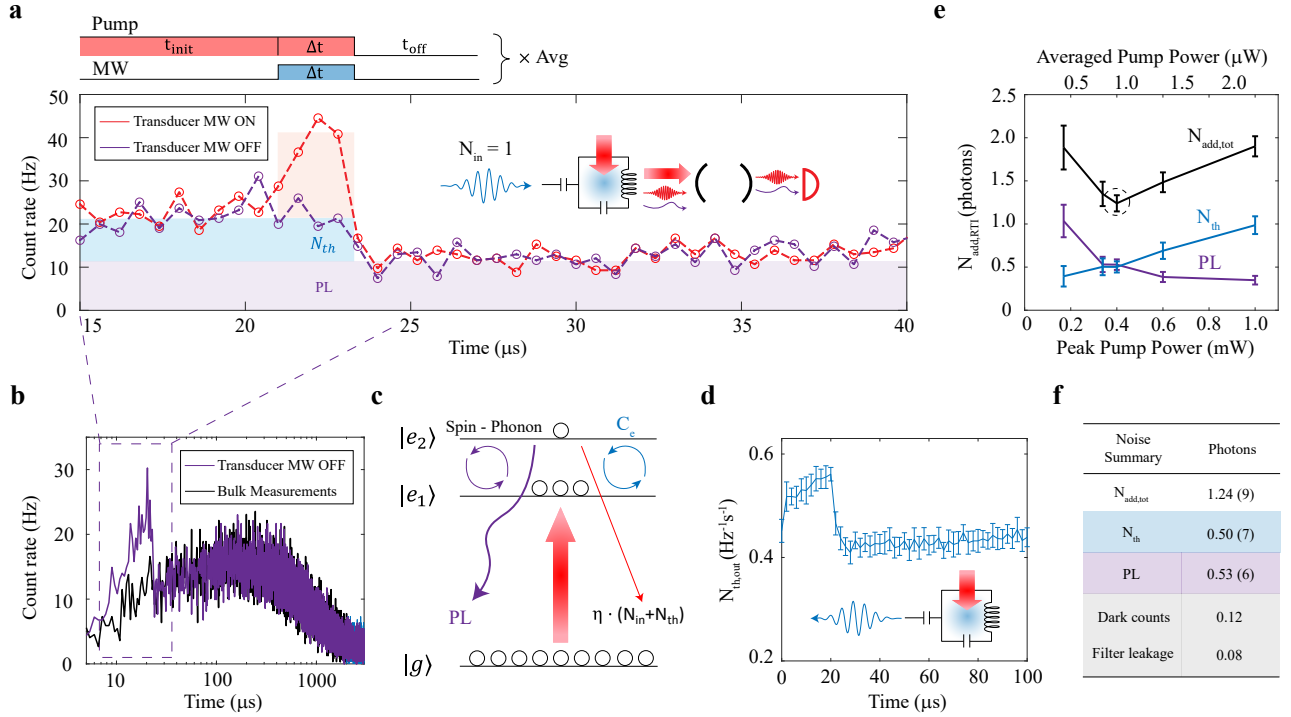 a
Pump
t_init Δt t_off
MW
Δt
× Avg
50
40
30
20
10
0
Count rate (Hz)
Transducer MW ON
Transducer MW OFF
N_in = 1
N_th
PL
15 20 25 30 35 40
Time (μs)
e
Averaged Pump Power (μW)
0.5 1.0 1.5 2.0
2.5
2.0
1.5
1.0
0.5
0
N_add,RTI (photons)
N_add,tot
N_th
PL
0.2 0.4 0.6 0.8 1.0
Peak Pump Power (mW)
b
30
20
10
0
Count rate (Hz)
Transducer MW OFF
Bulk Measurements
10 100 1000
Time (μs)
c
|e₂⟩
Spin - Phonon
C_e
|e₁⟩
PL
η · (N_in+N_th)
|g⟩
d
0.8
0.6
0.4
0.2
N_th,out (Hz⁻¹s⁻¹)
0 20 40 60 80 100
Time (μs)
f
Noise Summary Photons
N_add,tot 1.24 (9)
N_th 0.50 (7)
PL 0.53 (6)
Dark counts 0.12
Filter leakage 0.08